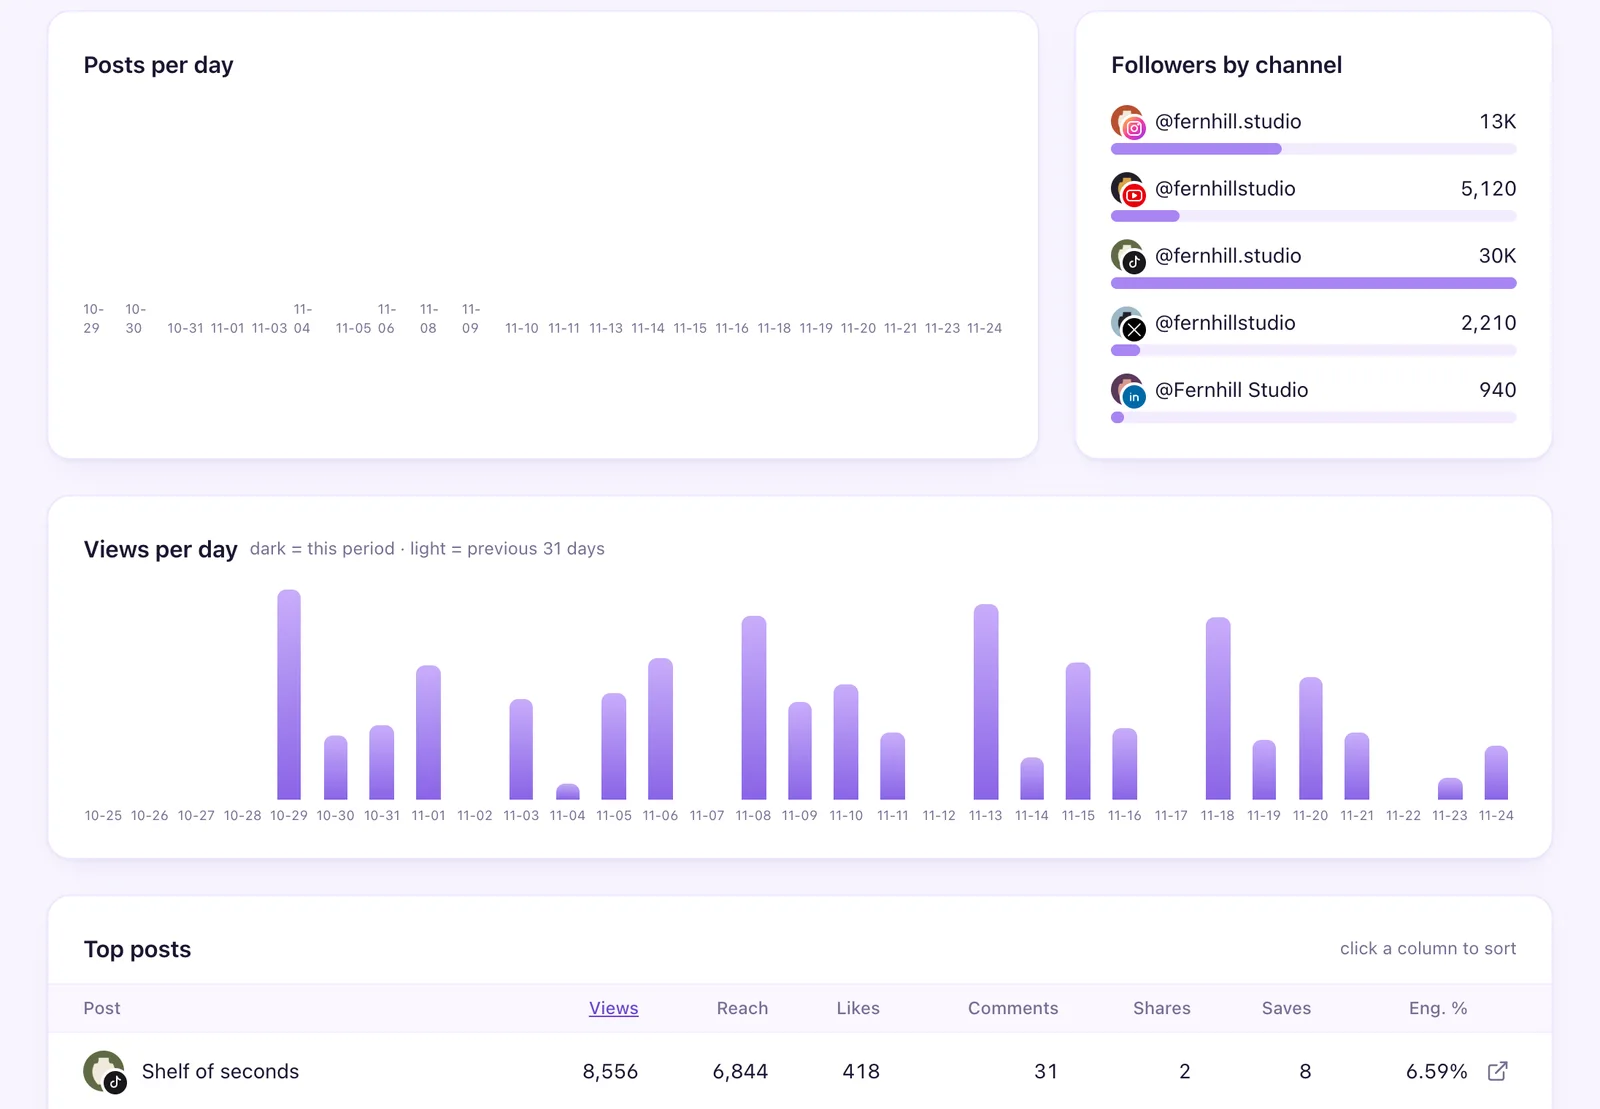 Posts per day
10-29 10-30 10-31 11-01 11-03 11-04 11-05 11-06 11-08 11-09 11-10 11-11 11-13 11-14 11-15 11-16 11-18 11-19 11-20 11-21 11-23 11-24
Followers by channel
@fernhill.studio 13K
@fernhillstudio 5,120
@fernhill.studio 30K
@fernhillstudio 2,210
in @Fernhill Studio 940
Views per day dark = this period · light = previous 31 days
10-25 10-26 10-27 10-28 10-29 10-30 10-31 11-01 11-02 11-03 11-04 11-05 11-06 11-07 11-08 11-09 11-10 11-11 11-12 11-13 11-14 11-15 11-16 11-17 11-18 11-19 11-20 11-21 11-22 11-23 11-24
Top posts click a column to sort
Post Views Reach Likes Comments Shares Saves Eng. %
Shelf of seconds 8,556 6,844 418 31 2 8 6.59%